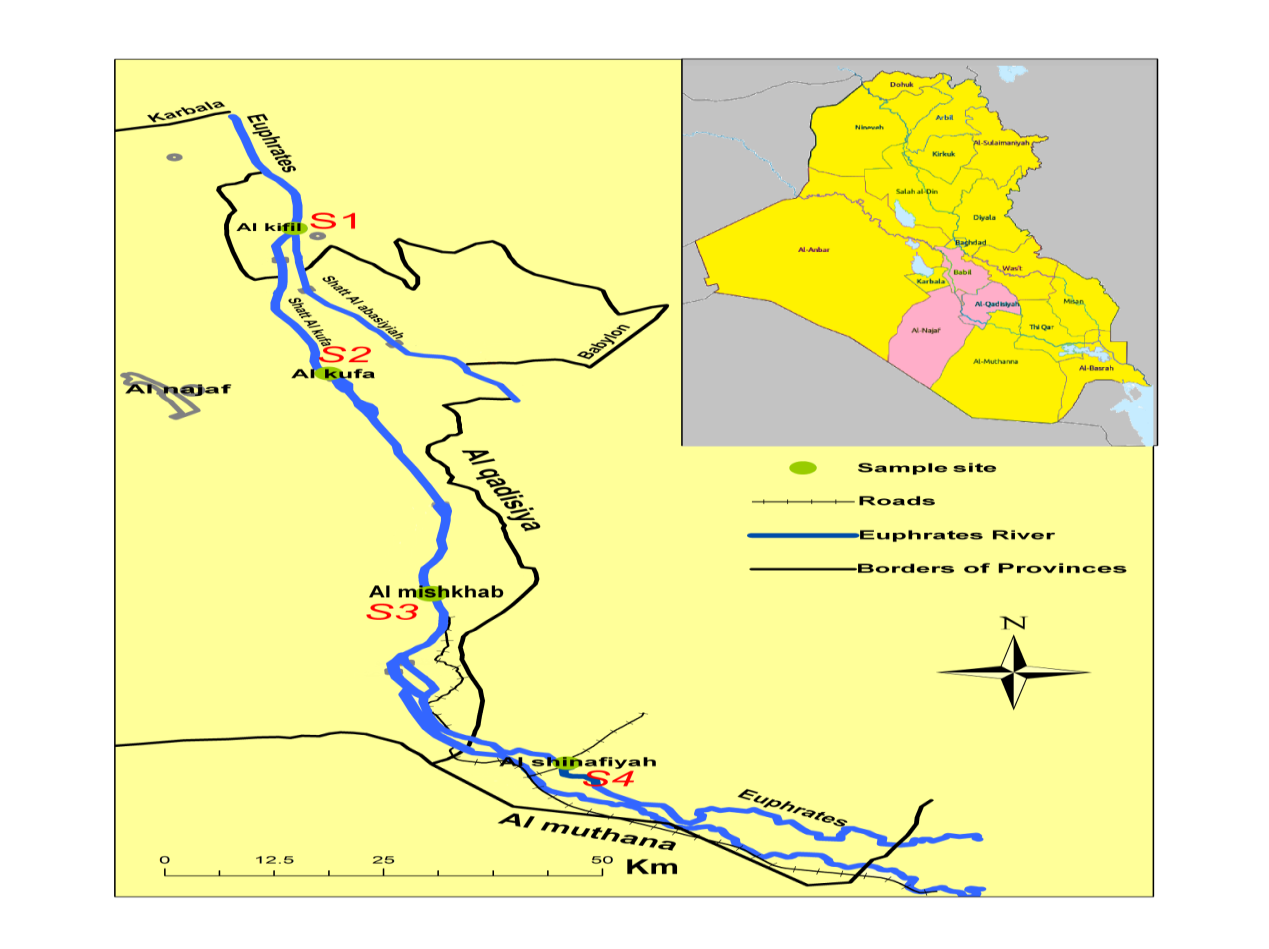 Karbala
Euphrates
Al kifil
S1
Shatt Al abasiyiah
Shatt Al kufa
S2
Al kufa
Babylon
Al najaf
Al qadisiya
Al mishkhab
S3
Al shinafiyah
S4
Euphrates
Al muthana
0 12.5 25 50
Km
Dohuk
Arbil
Nineveh
Al-Sulaimaniyah
Kirkuk
Salah al-Din
Diyala
Al-Anbar
Baghdad
Wasit
Babil
Karbala
Al-Qadisiyah
Misan
Al-Najaf
Thi Qar
Al-Muthanna
Al-Basrah
Sample site
Roads
Euphrates River
Borders of Provinces
N